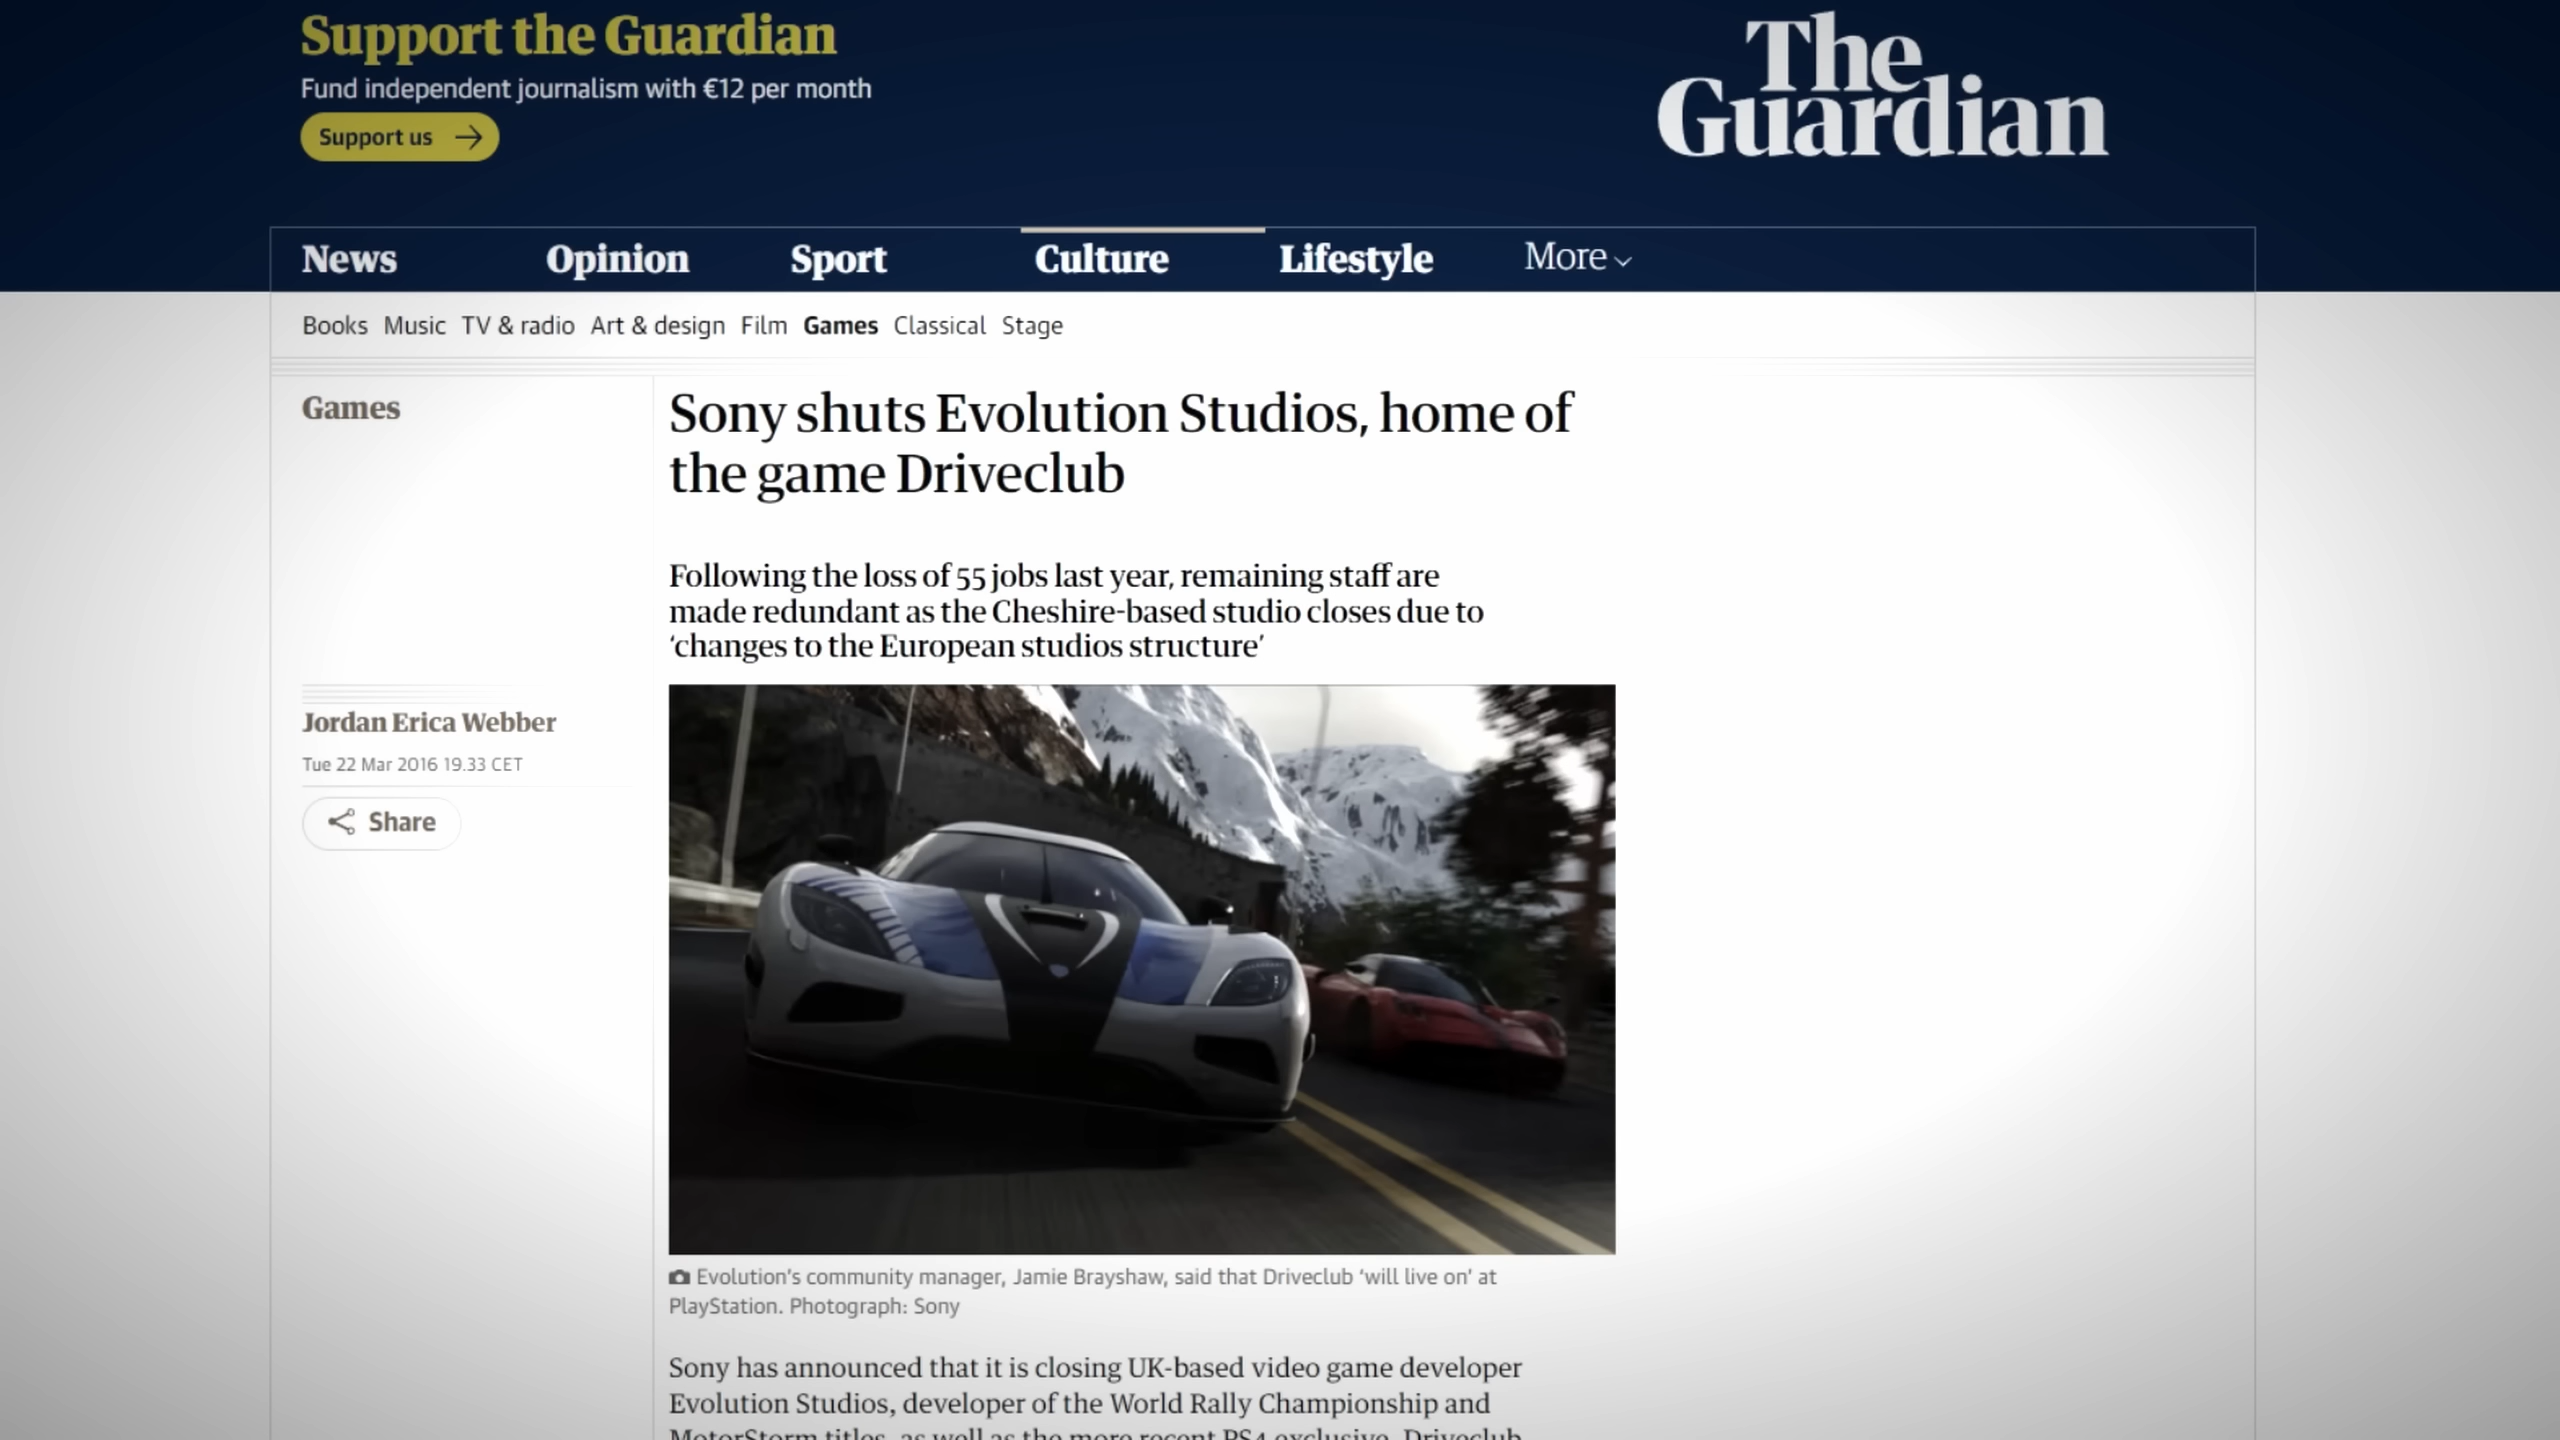 Support the Guardian
Fund independent journalism with €12 per month
Support us
The
Guardian
News Opinion Sport Culture Lifestyle More
Books Music TV & radio Art & design Film Games Classical Stage
Games
Sony shuts Evolution Studios, home of
the game Driveclub
Following the loss of 55 jobs last year, remaining staff are
made redundant as the Cheshire-based studio closes due to
‘changes to the European studios structure’
Jordan Erica Webber
Tue 22 Mar 2016 19.33 CET
Share
Evolution’s community manager, Jamie Brayshaw, said that Driveclub ‘will live on’ at
PlayStation. Photograph: Sony
Sony has announced that it is closing UK-based video game developer
Evolution Studios, developer of the World Rally Championship and
MotorStorm titles, as well as the more recent PS4 exclusive, Driveclub